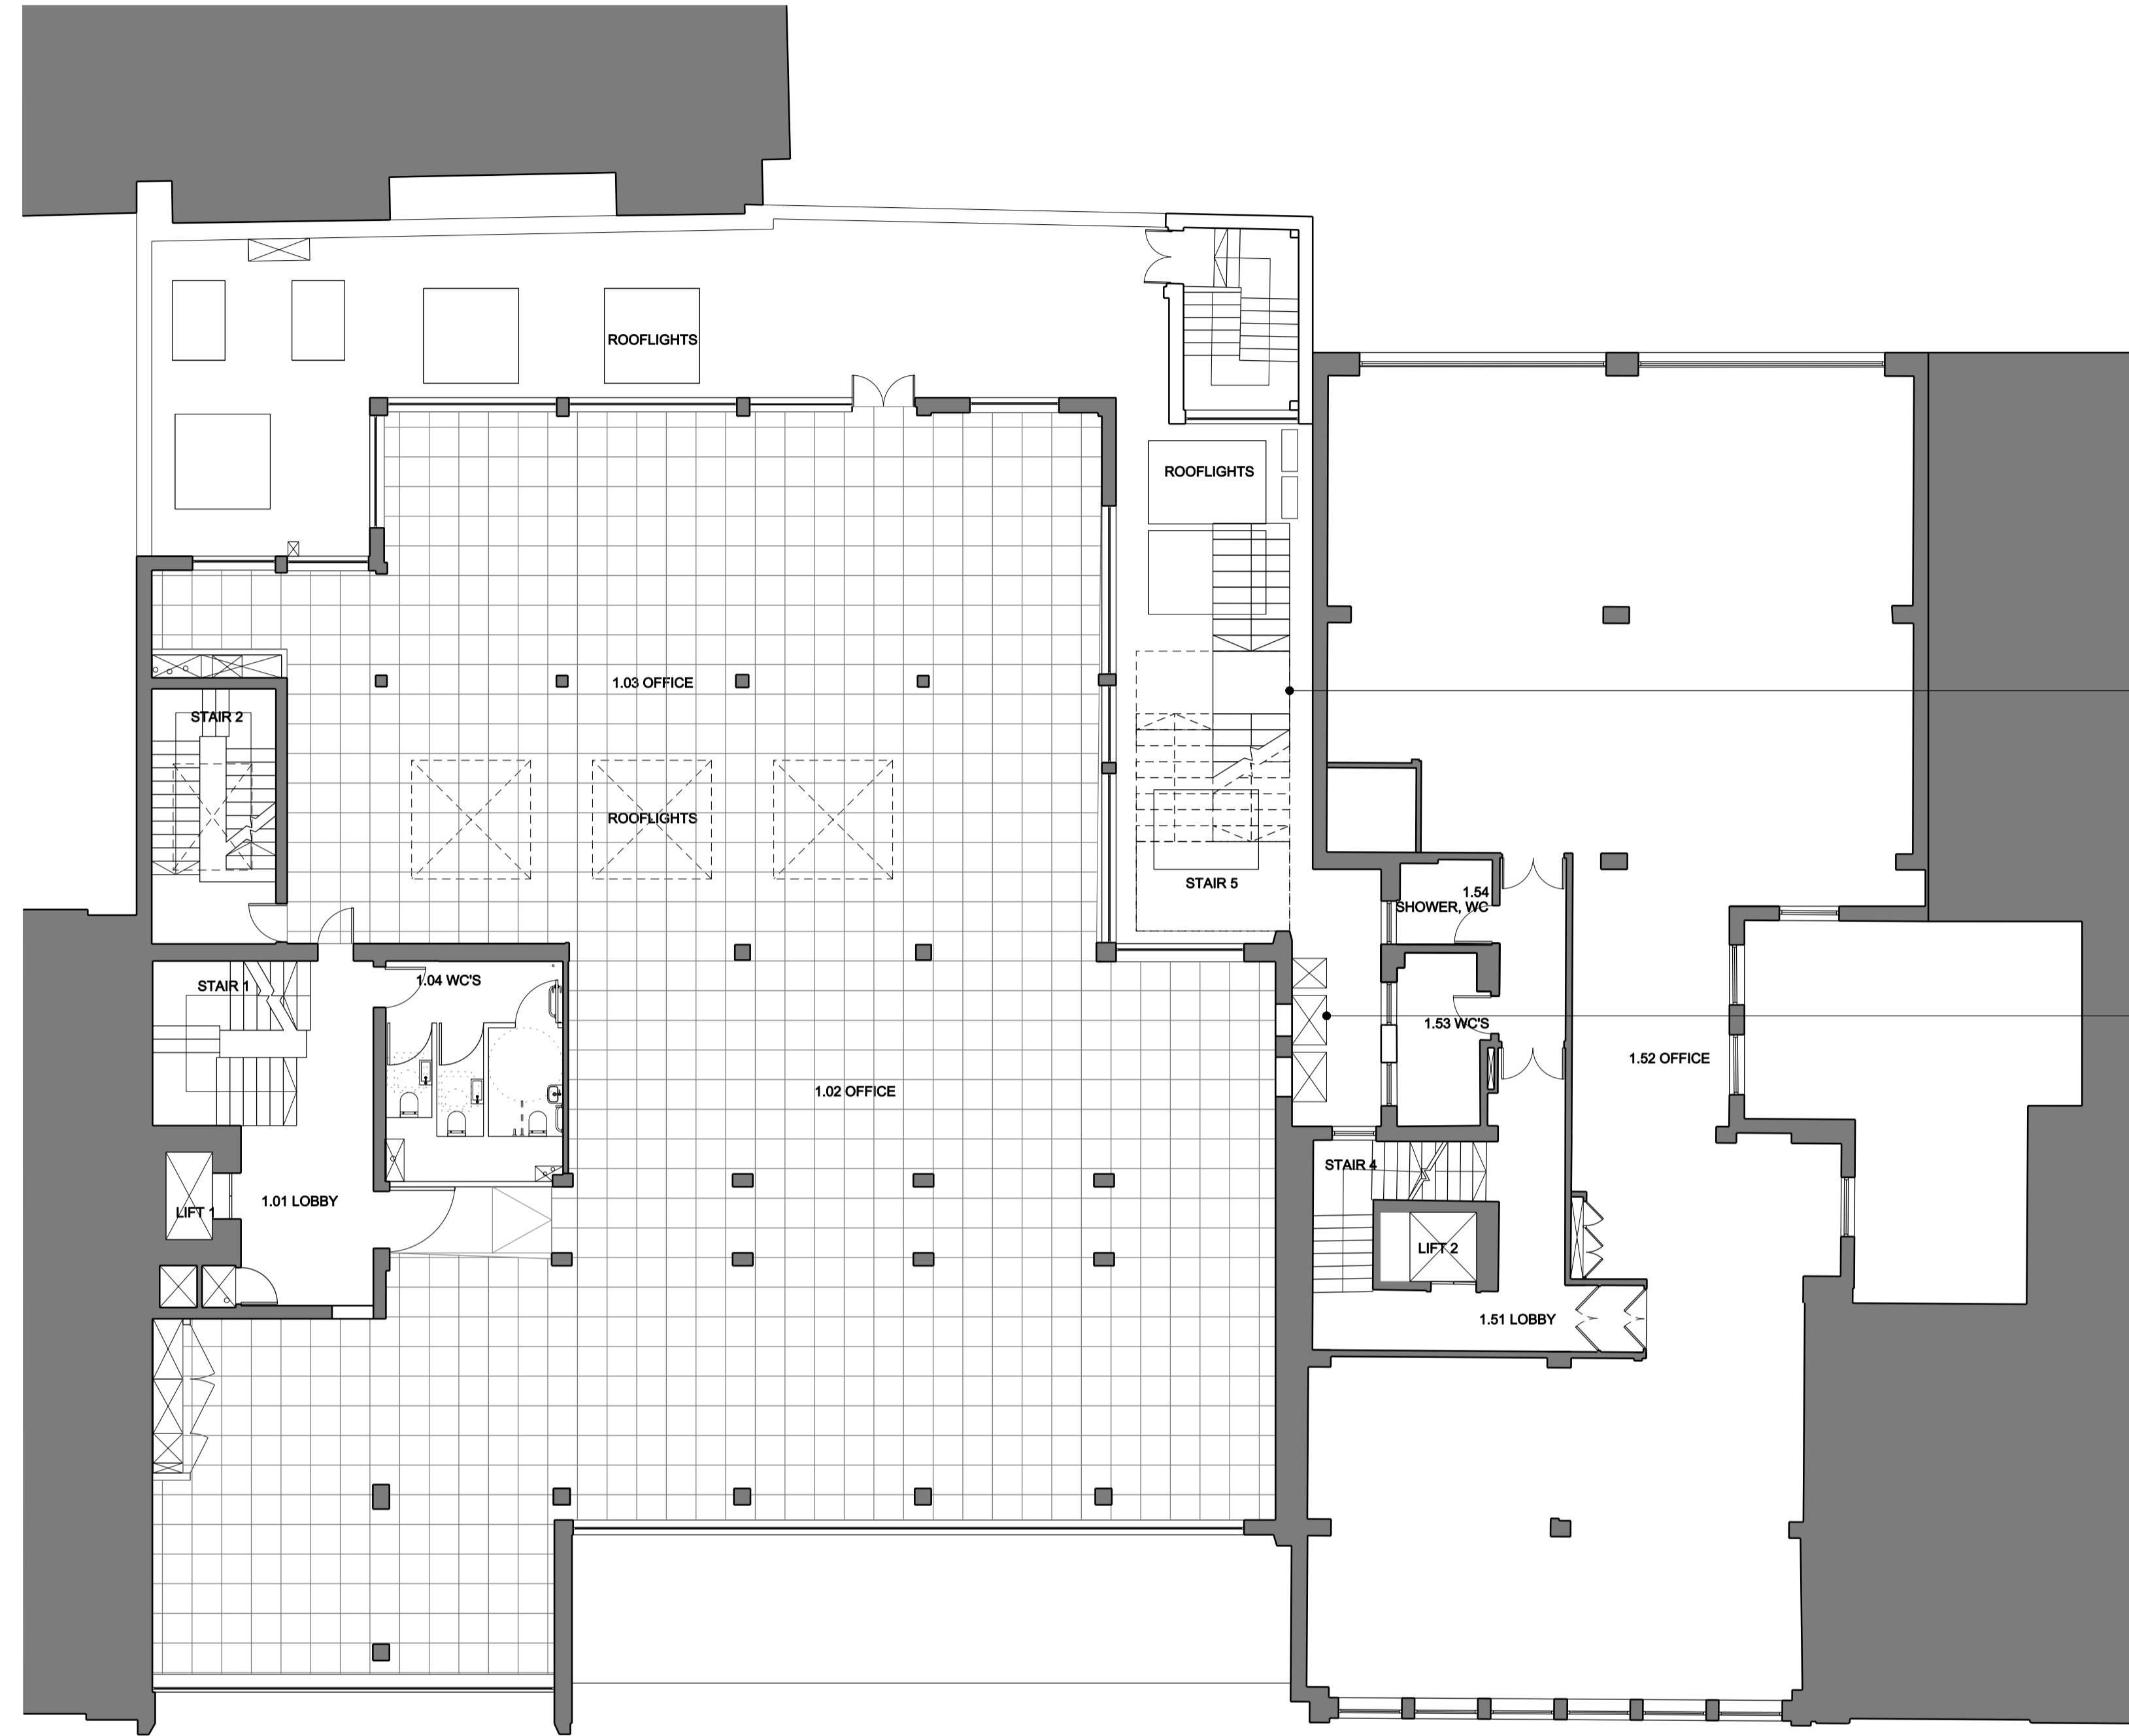 ROOFLIGHTS
ROOFLIGHTS
1.03 OFFICE
STAIR 2
ROOFLIGHTS
STAIR 5
1.54
SHOWER, WC
1.04 WC'S
STAIR 1
1.53 WC'S
1.52 OFFICE
1.02 OFFICE
STAIR 4
1.01 LOBBY
LIFT 1
LIFT 2
1.51 LOBBY